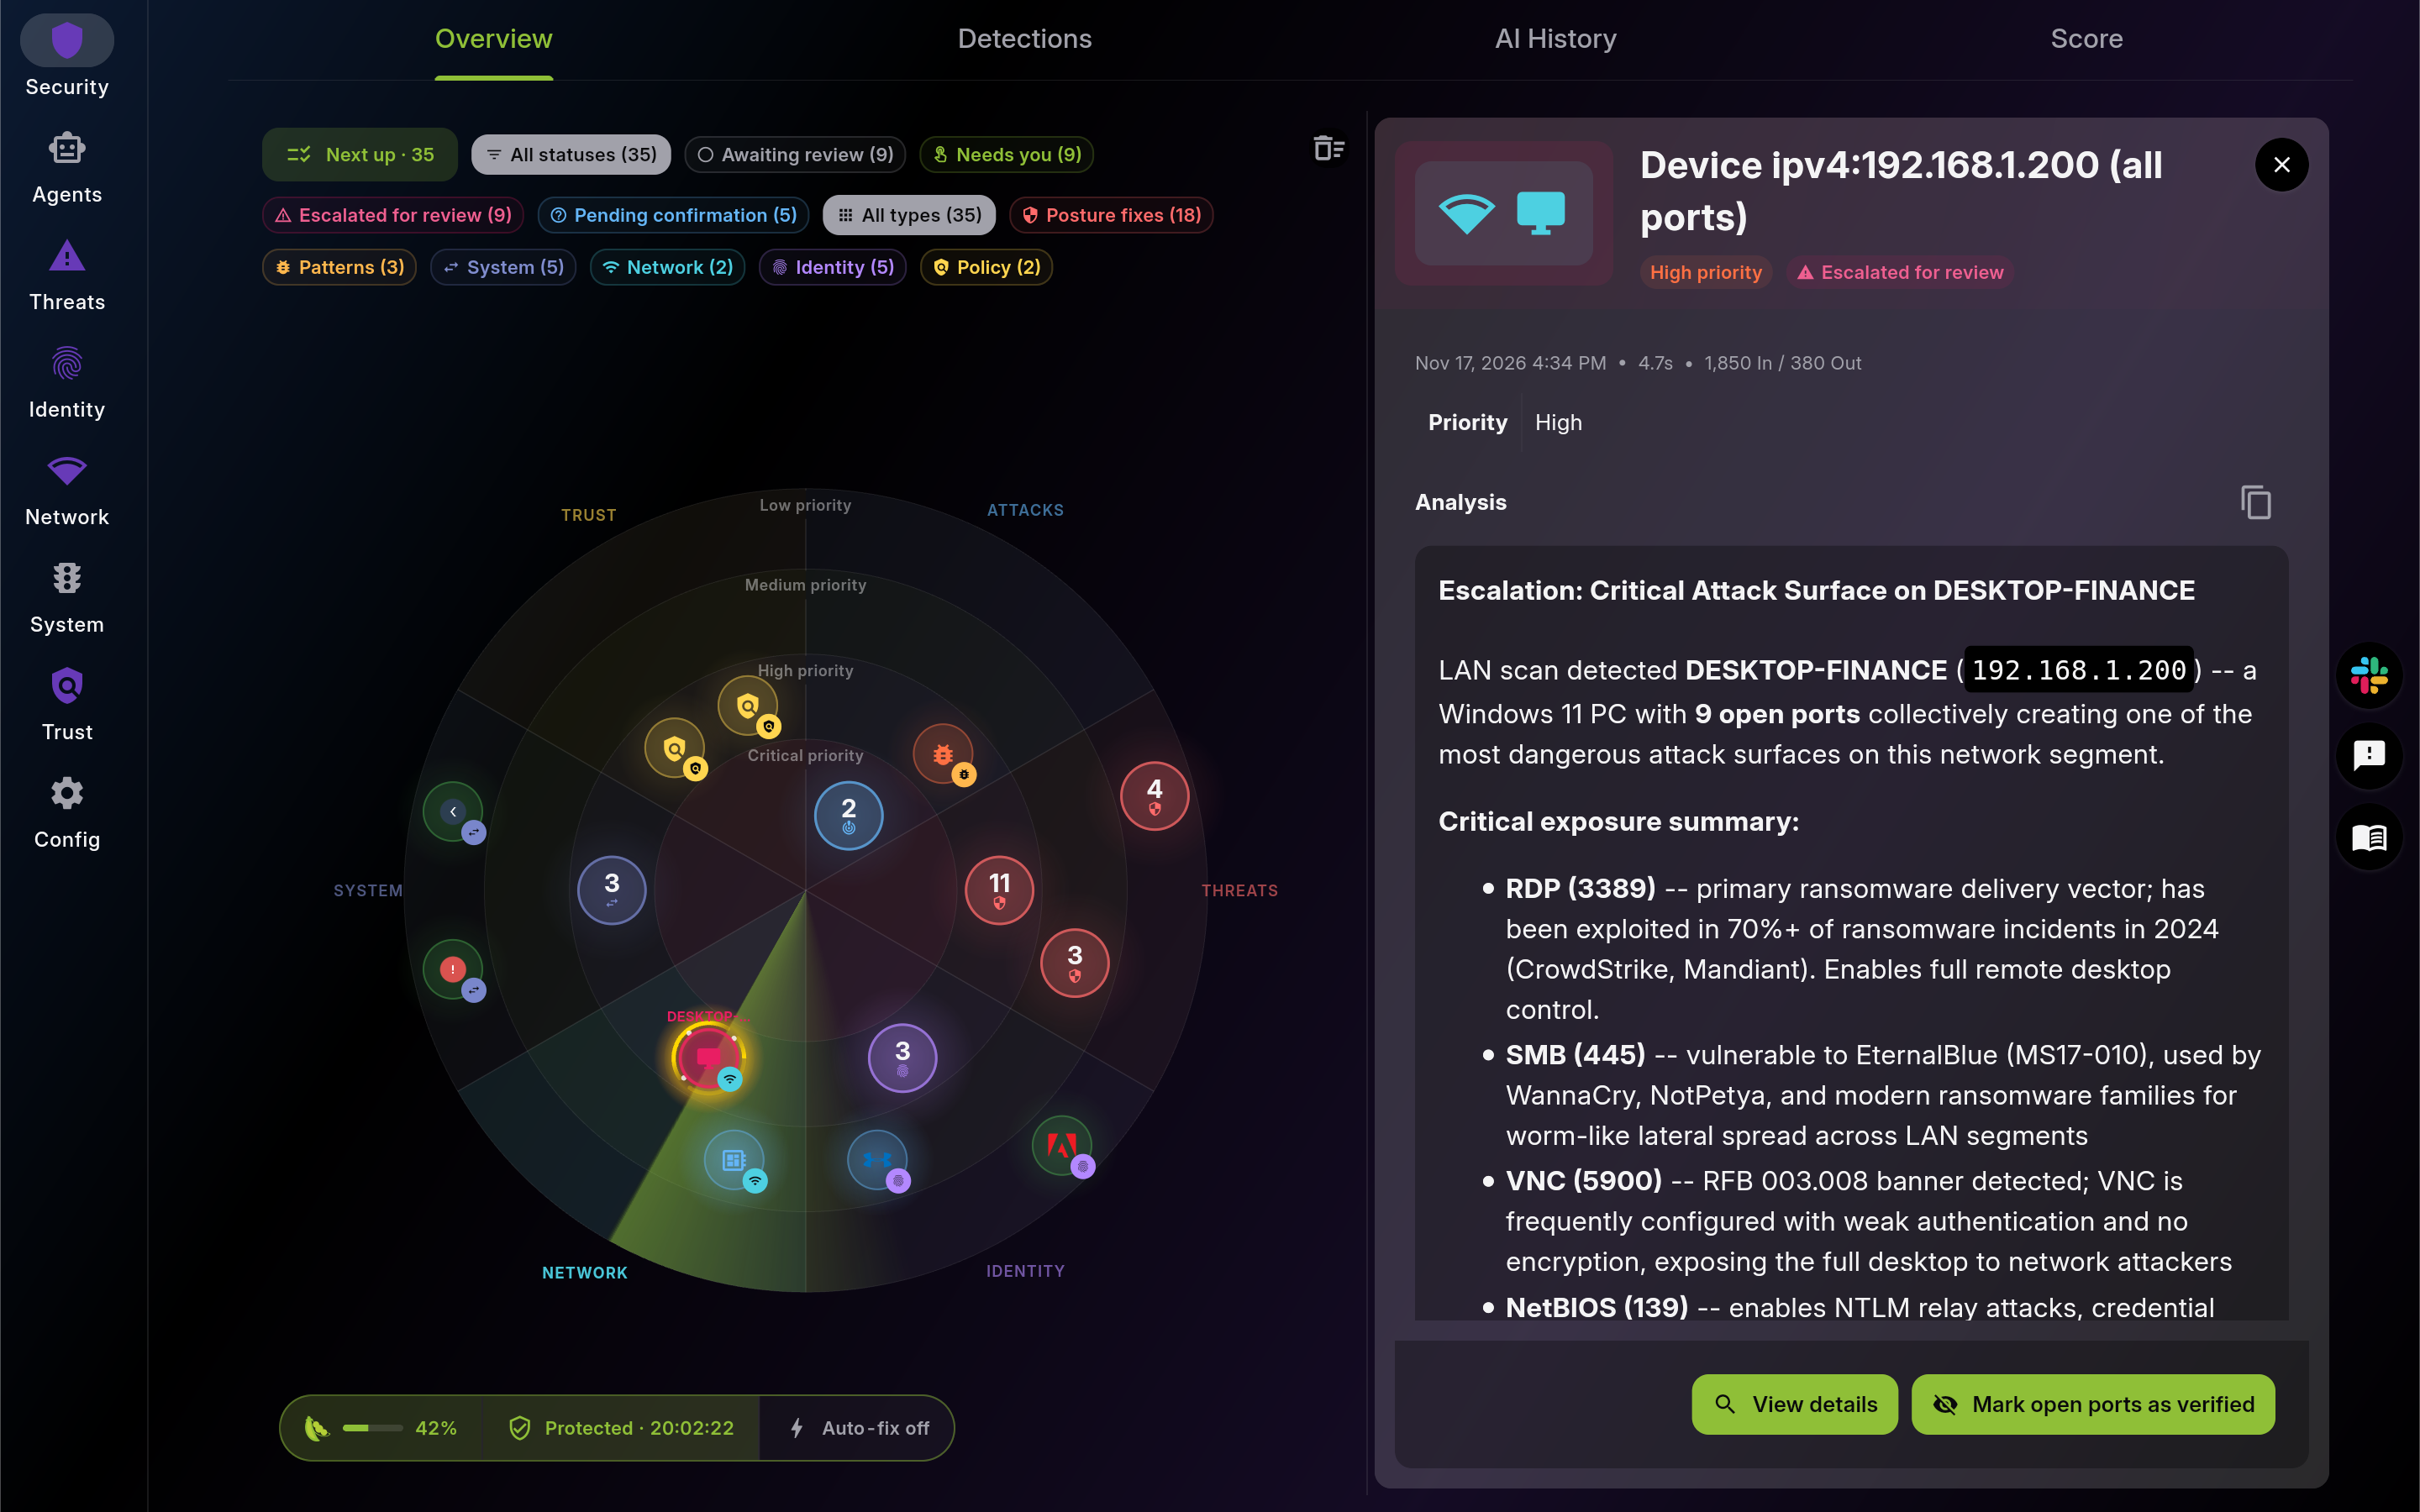 Security
Agents
Threats
Identity
Network
System
Trust
Config
Overview
Detections
AI History
Score
Next up · 35
All statuses (35)
Awaiting review (9)
Needs you (9)
Escalated for review (9)
Pending confirmation (5)
All types (35)
Posture fixes (18)
Patterns (3)
System (5)
Network (2)
Identity (5)
Policy (2)
TRUST
Low priority
ATTACKS
Medium priority
High priority
Critical priority
2
4
SYSTEM
3
11
THREATS
3
DESKTOP-...
3
NETWORK
IDENTITY
42%
Protected · 20:02:22
Auto-fix off
Device ipv4:192.168.1.200 (all
ports)
High priority
Escalated for review
Nov 17, 2026 4:34 PM • 4.7s • 1,850 In / 380 Out
Priority
High
Analysis
Escalation: Critical Attack Surface on DESKTOP-FINANCE
LAN scan detected DESKTOP-FINANCE (192.168.1.200) -- a
Windows 11 PC with 9 open ports collectively creating one of the
most dangerous attack surfaces on this network segment.
Critical exposure summary:
• RDP (3389) -- primary ransomware delivery vector; has
been exploited in 70%+ of ransomware incidents in 2024
(CrowdStrike, Mandiant). Enables full remote desktop
control.
• SMB (445) -- vulnerable to EternalBlue (MS17-010), used by
WannaCry, NotPetya, and modern ransomware families for
worm-like lateral spread across LAN segments
• VNC (5900) -- RFB 003.008 banner detected; VNC is
frequently configured with weak authentication and no
encryption, exposing the full desktop to network attackers
• NetBIOS (139) -- enables NTLM relay attacks, credential
View details
Mark open ports as verified